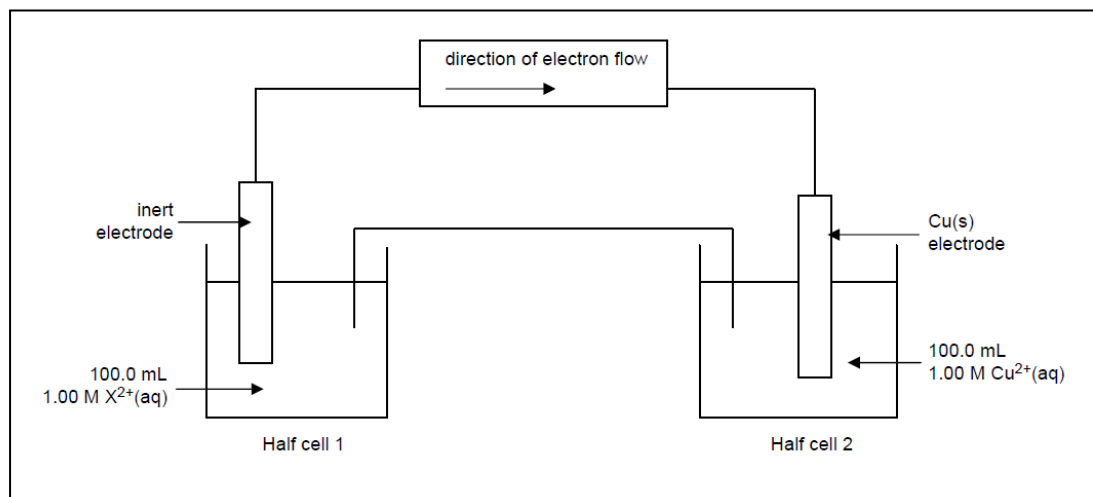 direction of electron flow
inert
electrode
Cu(s)
electrode
100.0 mL
1.00 M X²⁺(aq)
100.0 mL
1.00 M Cu²⁺(aq)
Half cell 1
Half cell 2